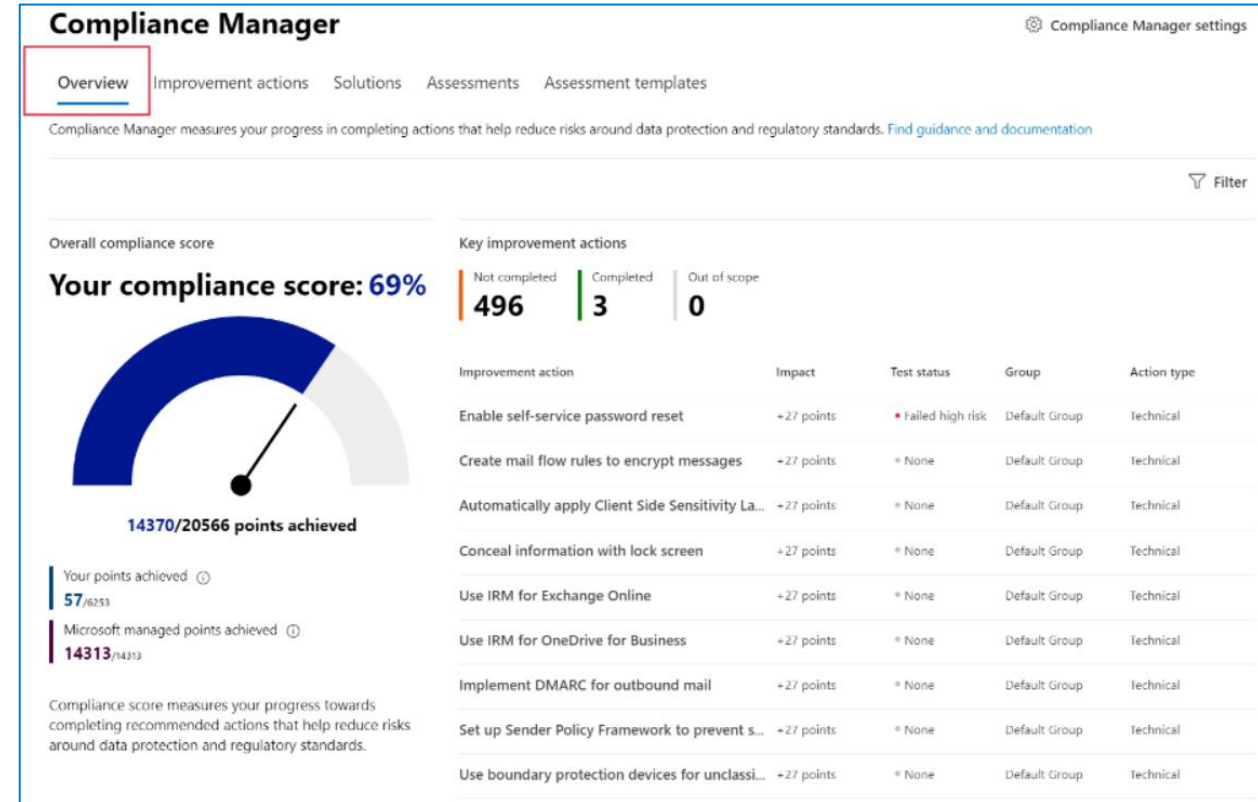 Compliance Manager
Compliance Manager settings
Overview Improvement actions Solutions Assessments Assessment templates
Compliance Manager measures your progress in completing actions that help reduce risks around data protection and regulatory standards. Find guidance and documentation
Filter
Overall compliance score
Your compliance score: 69%
14370/20566 points achieved
Your points achieved
57/6253
Microsoft managed points achieved
14313/14313
Compliance score measures your progress towards
completing recommended actions that help reduce risks
around data protection and regulatory standards.
Key improvement actions
Not completed Completed Out of scope
496 3 0
Improvement action Impact Test status Group Action type
Enable self-service password reset +27 points Failed high risk Default Group Technical
Create mail flow rules to encrypt messages +27 points None Default Group Technical
Automatically apply Client Side Sensitivity La... +27 points None Default Group Technical
Conceal information with lock screen +27 points None Default Group Technical
Use IRM for Exchange Online +27 points None Default Group Technical
Use IRM for OneDrive for Business +27 points None Default Group Technical
Implement DMARC for outbound mail +27 points None Default Group Technical
Set up Sender Policy Framework to prevent s... +27 points None Default Group Technical
Use boundary protection devices for unclassi... +27 points None Default Group Technical